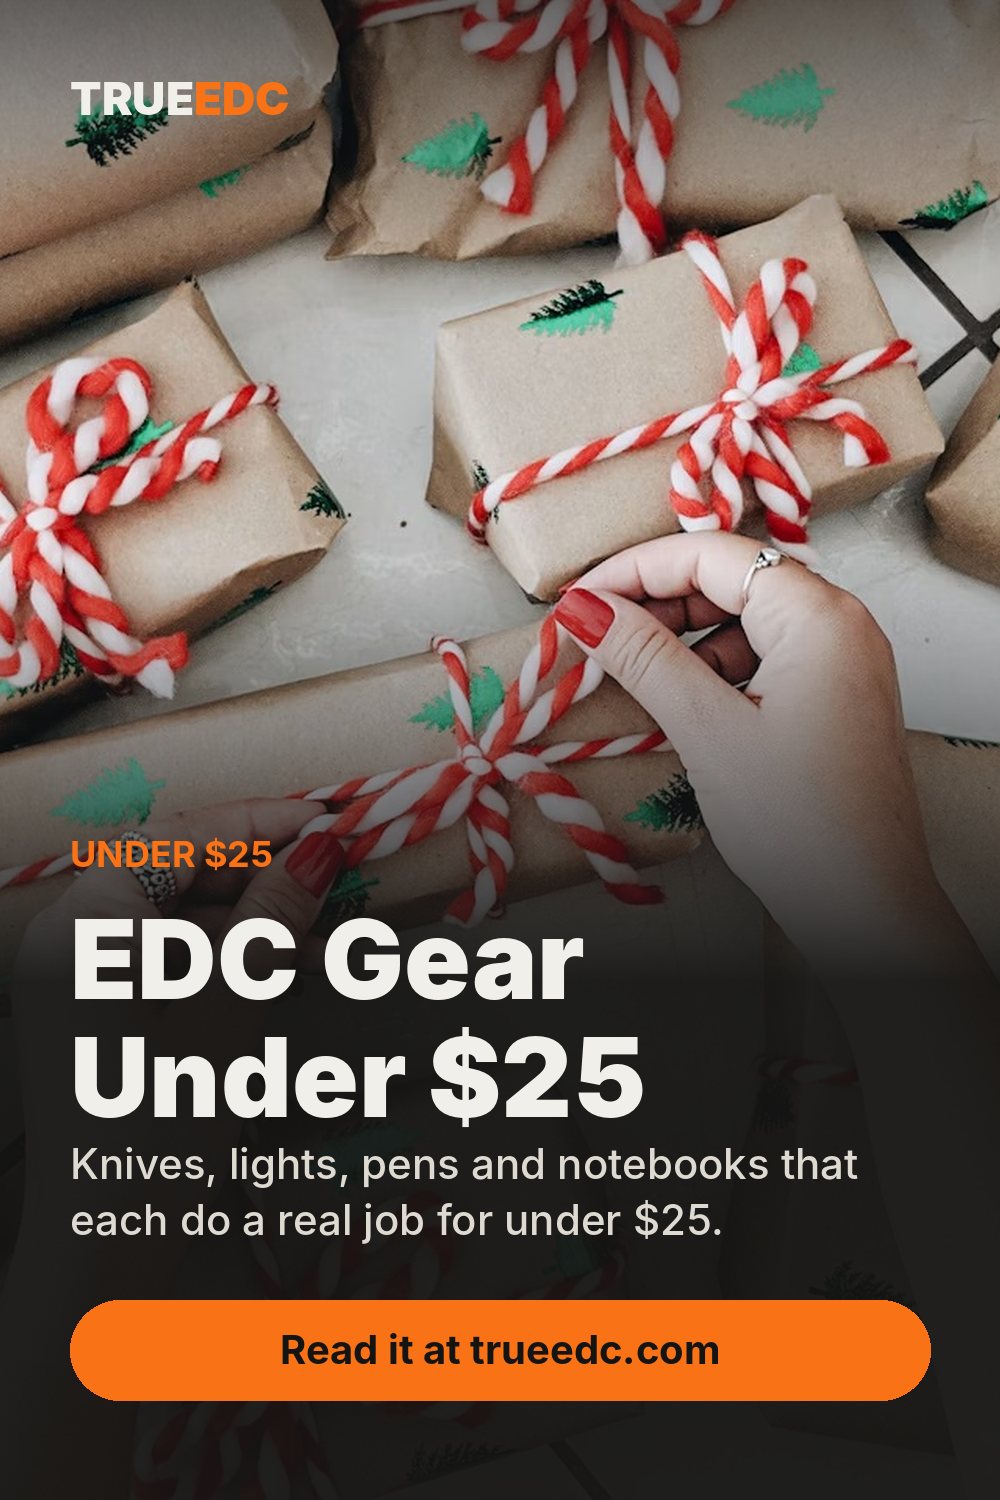 TRUEEDC
UNDER $25
EDC Gear
Under $25
Knives, lights, pens and notebooks that
each do a real job for under $25.
Read it at trueedc.com